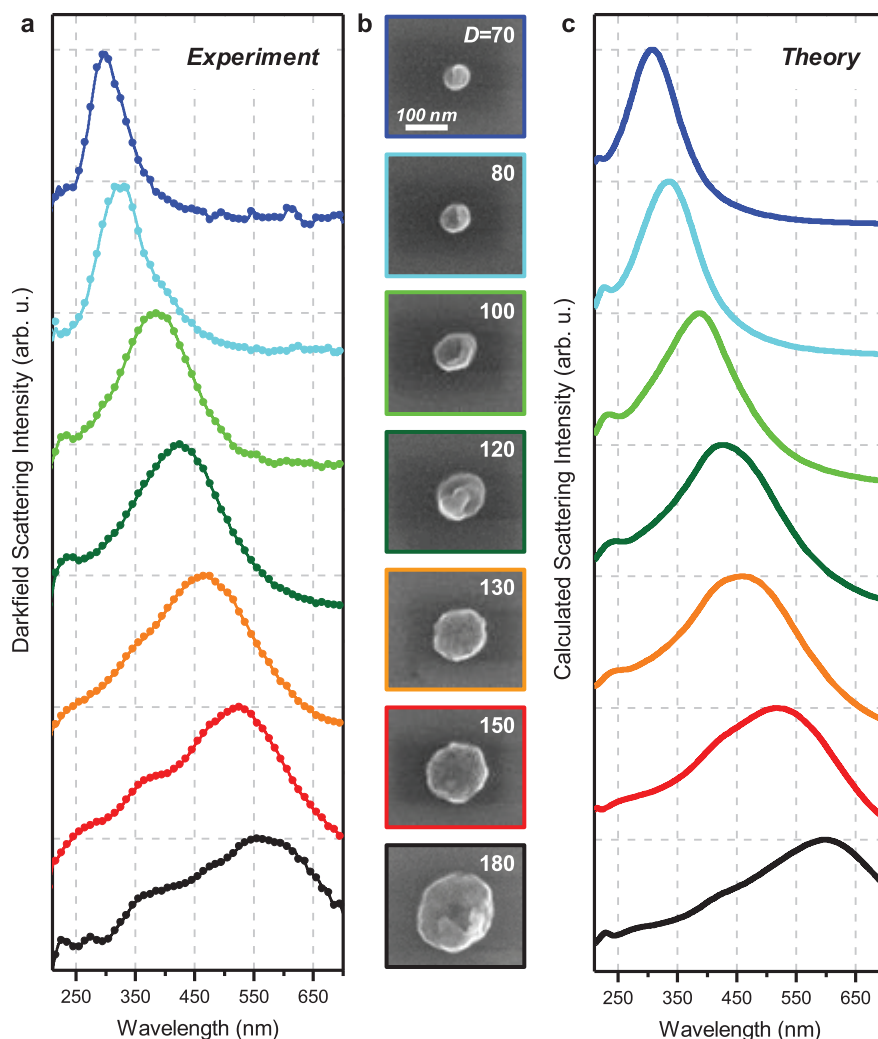 a
Experiment
Darkfield Scattering Intensity (arb. u.)
250 350 450 550 650
Wavelength (nm)
b
D=70
100 nm
80
100
120
130
150
180
c
Theory
Calculated Scattering Intensity (arb. u.)
250 350 450 550 650
Wavelength (nm)